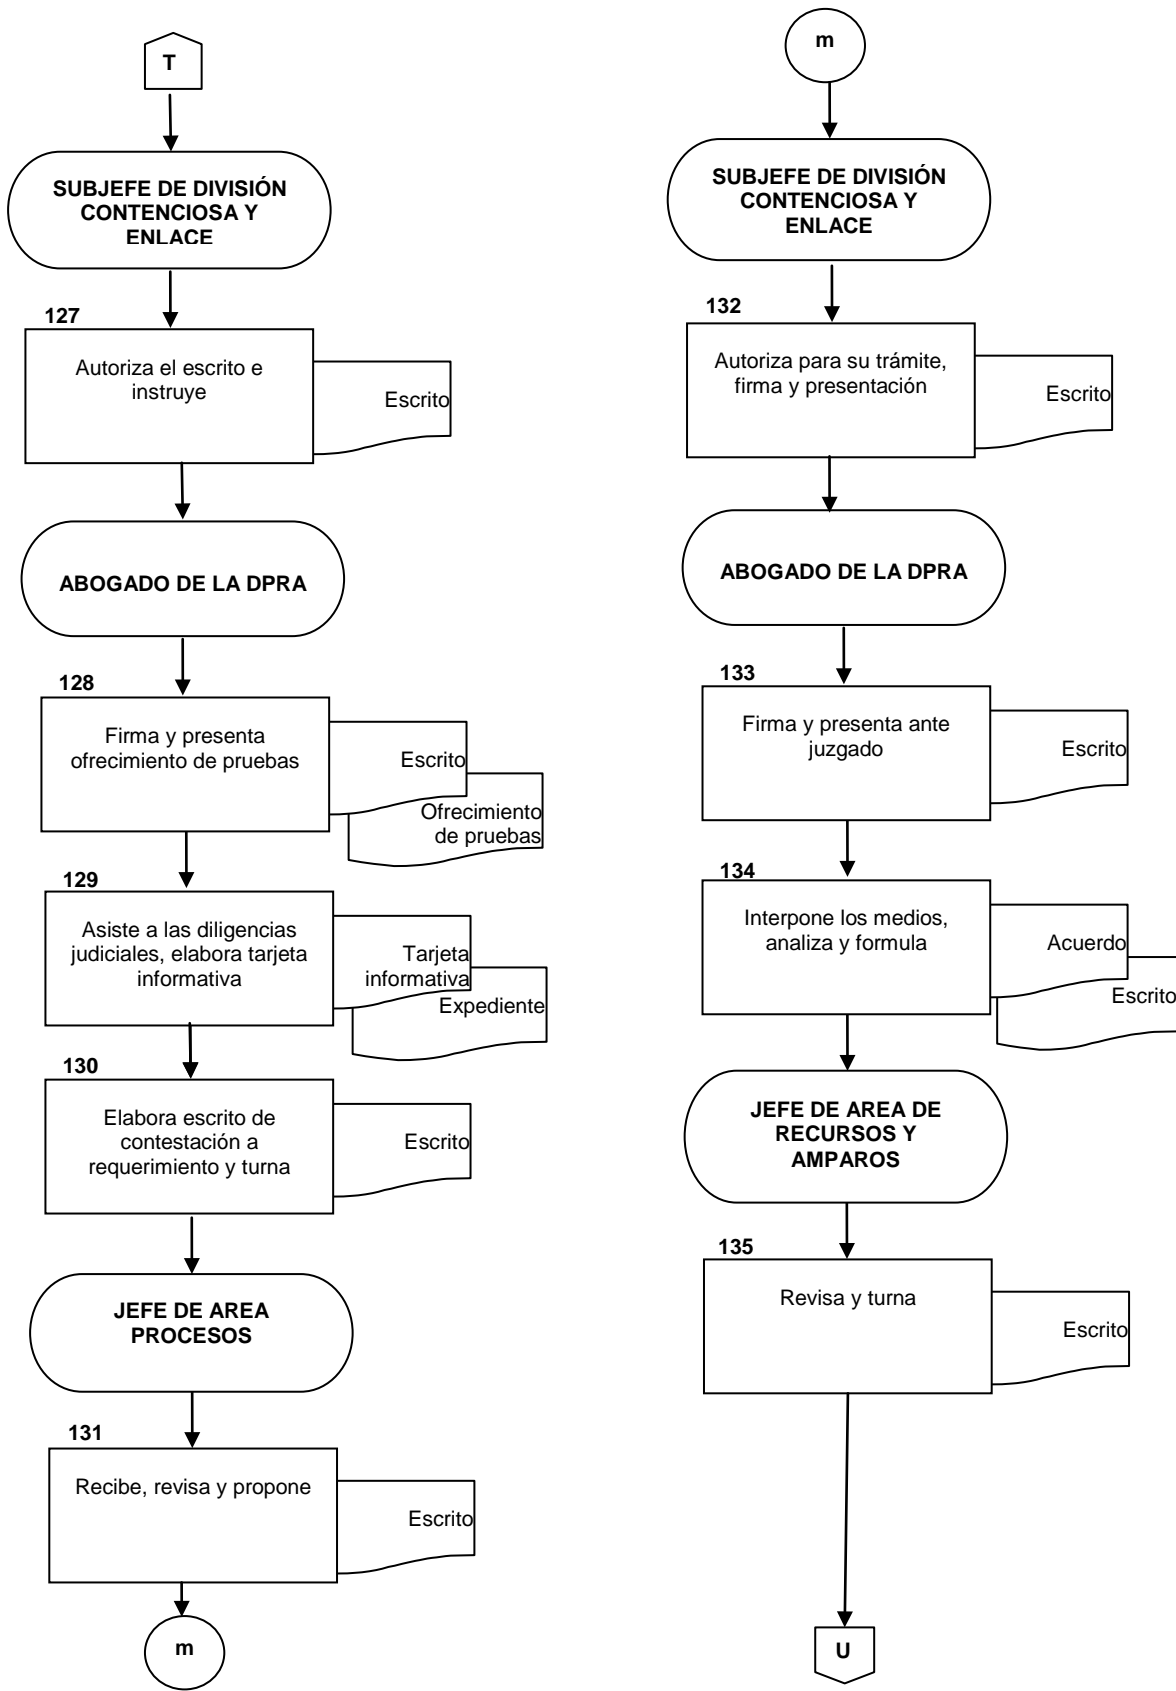 T
SUBJEFE DE DIVISIÓN
CONTENCIOSA Y
ENLACE
127
Autoriza el escrito e
instruye
Escrito
ABOGADO DE LA DPRA
128
Firma y presenta
ofrecimiento de pruebas
Escrito
Ofrecimiento
de pruebas
129
Asiste a las diligencias
judiciales, elabora tarjeta
informativa
Tarjeta
informativa
Expediente
130
Elabora escrito de
contestación a
requerimiento y turna
Escrito
JEFE DE AREA
PROCESOS
131
Recibe, revisa y propone
Escrito
m
m
SUBJEFE DE DIVISIÓN
CONTENCIOSA Y
ENLACE
132
Autoriza para su trámite,
firma y presentación
Escrito
ABOGADO DE LA DPRA
133
Firma y presenta ante
juzgado
Escrito
134
Interpone los medios,
analiza y formula
Acuerdo
Escrito
JEFE DE AREA DE
RECURSOS Y
AMPAROS
135
Revisa y turna
Escrito
U